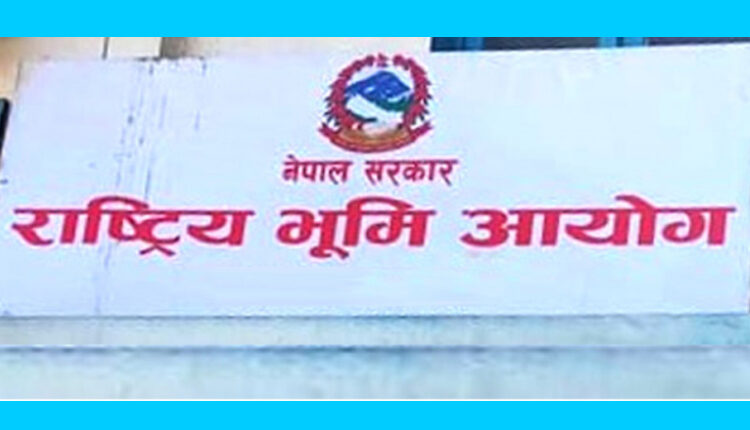 नेपाल सरकार
राष्ट्रिय भूमि आयोग